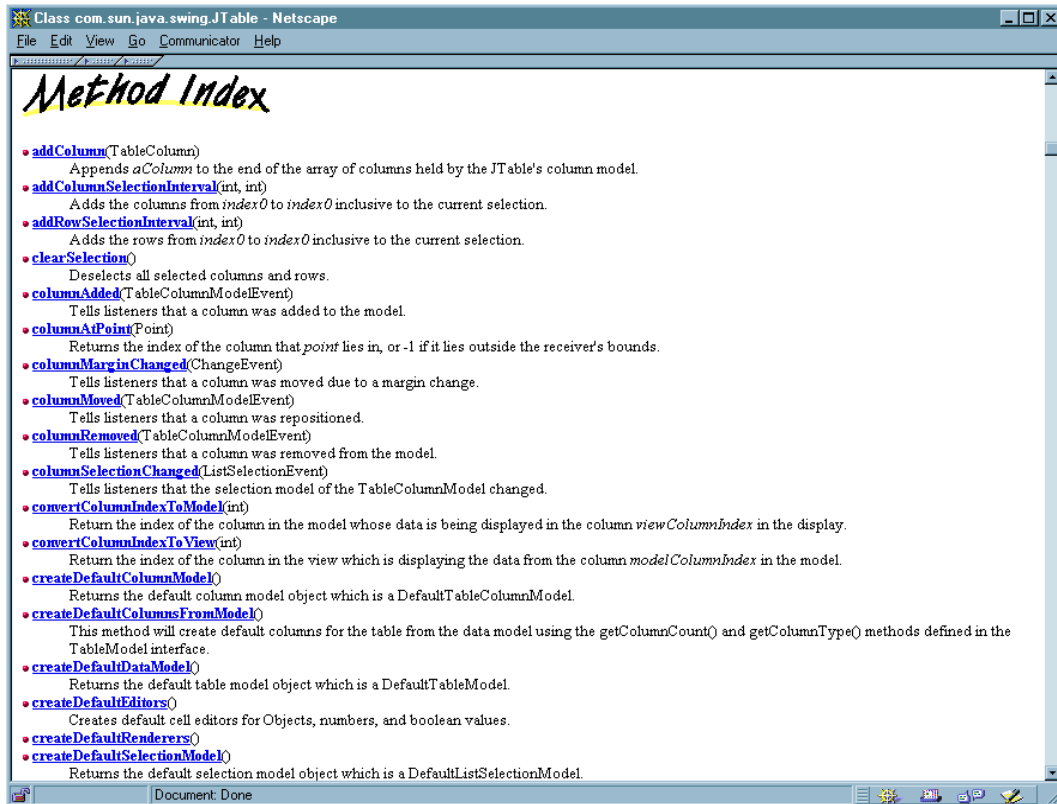 Class com.sun.java.swing.JTable - Netscape
File Edit View Go Communicator Help
Method Index
addColumn(TableColumn)
Appends aColumn to the end of the array of columns held by the JTable's column model.
addColumnSelectionInterval(int, int)
Adds the columns from index0 to index0 inclusive to the current selection.
addRowSelectionInterval(int, int)
Adds the rows from index0 to index0 inclusive to the current selection.
clearSelection()
Deselects all selected columns and rows.
columnAdded(TableColumnModelEvent)
Tells listeners that a column was added to the model.
columnAtPoint(Point)
Returns the index of the column that point lies in, or -1 if it lies outside the receiver's bounds.
columnMarginChanged(ChangeEvent)
Tells listeners that a column was moved due to a margin change.
columnMoved(TableColumnModelEvent)
Tells listeners that a column was repositioned.
columnRemoved(TableColumnModelEvent)
Tells listeners that a column was removed from the model.
columnSelectionChanged(ListSelectionEvent)
Tells listeners that the selection model of the TableColumnModel changed.
convertColumnIndexToModel(int)
Return the index of the column in the model whose data is being displayed in the column viewColumnIndex in the display.
convertColumnIndexToView(int)
Return the index of the column in the view which is displaying the data from the column modelColumnIndex in the model.
createDefaultColumnModel()
Returns the default column model object which is a DefaultTableColumnModel.
createDefaultColumnsFromModel()
This method will create default columns for the table from the data model using the getColumnCount() and getColumnType() methods defined in the
TableModel interface.
createDefaultDataModel()
Returns the default table model object which is a DefaultTableModel.
createDefaultEditors()
Creates default cell editors for Objects, numbers, and boolean values.
createDefaultRenderers()
createDefaultSelectionModel()
Returns the default selection model object which is a DefaultListSelectionModel.
Document: Done